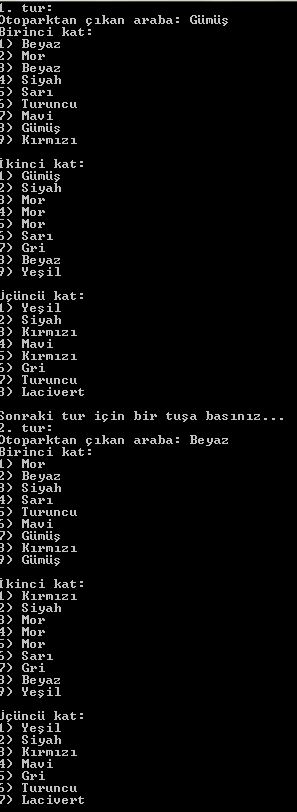 1. tur:
Otoparktan çıkan araba: Gümüş
Birinci kat:
1) Beyaz
2) Mor
3) Beyaz
4) Siyah
5) Sarı
6) Turuncu
7) Mavi
8) Gümüş
9) Kırmızı
İkinci kat:
1) Gümüş
2) Siyah
3) Mor
4) Mor
5) Mor
6) Sarı
7) Gri
8) Beyaz
9) Yeşil
Üçüncü kat:
1) Yeşil
2) Siyah
3) Kırmızı
4) Mavi
5) Kırmızı
6) Gri
7) Turuncu
8) Lacivert
Sonraki tur için bir tuşa basınız...
2. tur:
Otoparktan çıkan araba: Beyaz
Birinci kat:
1) Mor
2) Beyaz
3) Siyah
4) Sarı
5) Turuncu
6) Mavi
7) Gümüş
8) Kırmızı
9) Gümüş
İkinci kat:
1) Kırmızı
2) Siyah
3) Mor
4) Mor
5) Mor
6) Sarı
7) Gri
8) Beyaz
9) Yeşil
Üçüncü kat:
1) Yeşil
2) Siyah
3) Kırmızı
4) Mavi
5) Gri
6) Turuncu
7) Lacivert